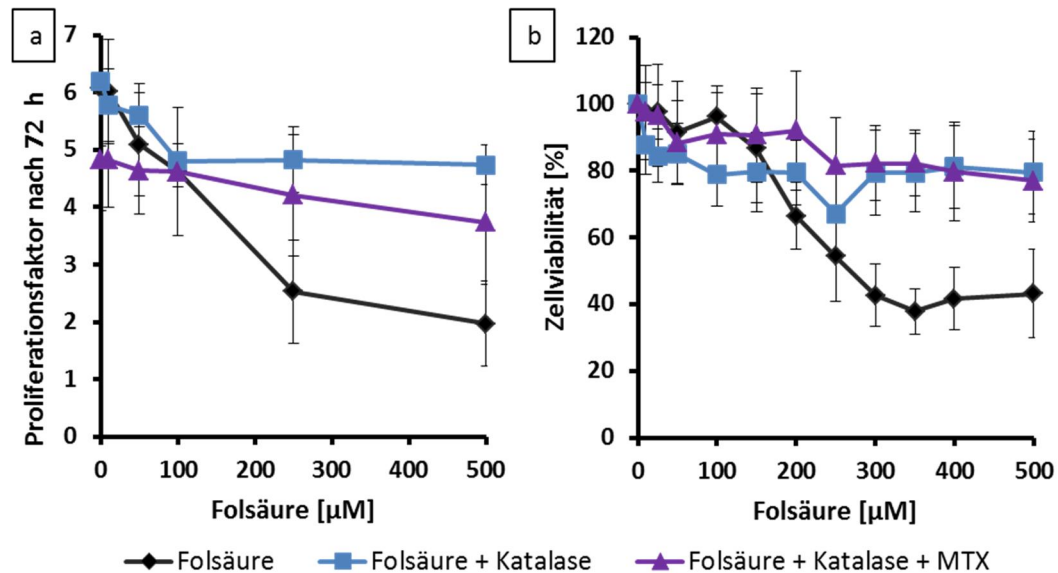 a
7
6
5
4
3
2
1
0
Proliferationsfaktor nach 72 h
0 100 200 300 400 500
Folsäure [µM]
b
120
100
80
60
40
20
0
Zellviabilität [%]
0 100 200 300 400 500
Folsäure [µM]
Folsäure Folsäure + Katalase Folsäure + Katalase + MTX